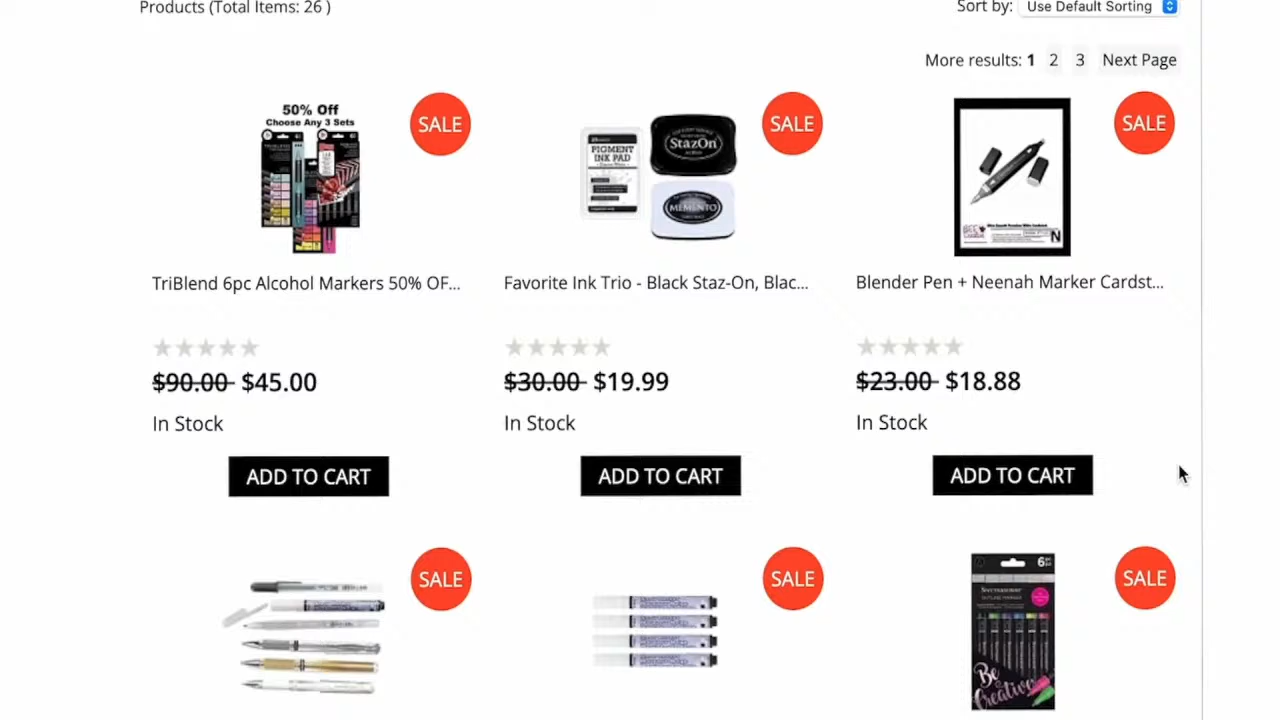 Products (Total Items: 26 )
Sort by: Use Default Sorting
More results: 1 2 3 Next Page
50% Off
Choose Any 3 Sets
SALE
PIGMENT
INK PAD
StazOn
MEMENTO
SALE
N
SALE
TriBlend 6pc Alcohol Markers 50% OF...
Favorite Ink Trio - Black Staz-On, Blac...
Blender Pen + Neenah Marker Cardst...
$90.00 $45.00
$30.00 $19.99
$23.00 $18.88
In Stock
In Stock
In Stock
ADD TO CART
ADD TO CART
ADD TO CART
SALE
SALE
6pc
Be
Creative
SALE